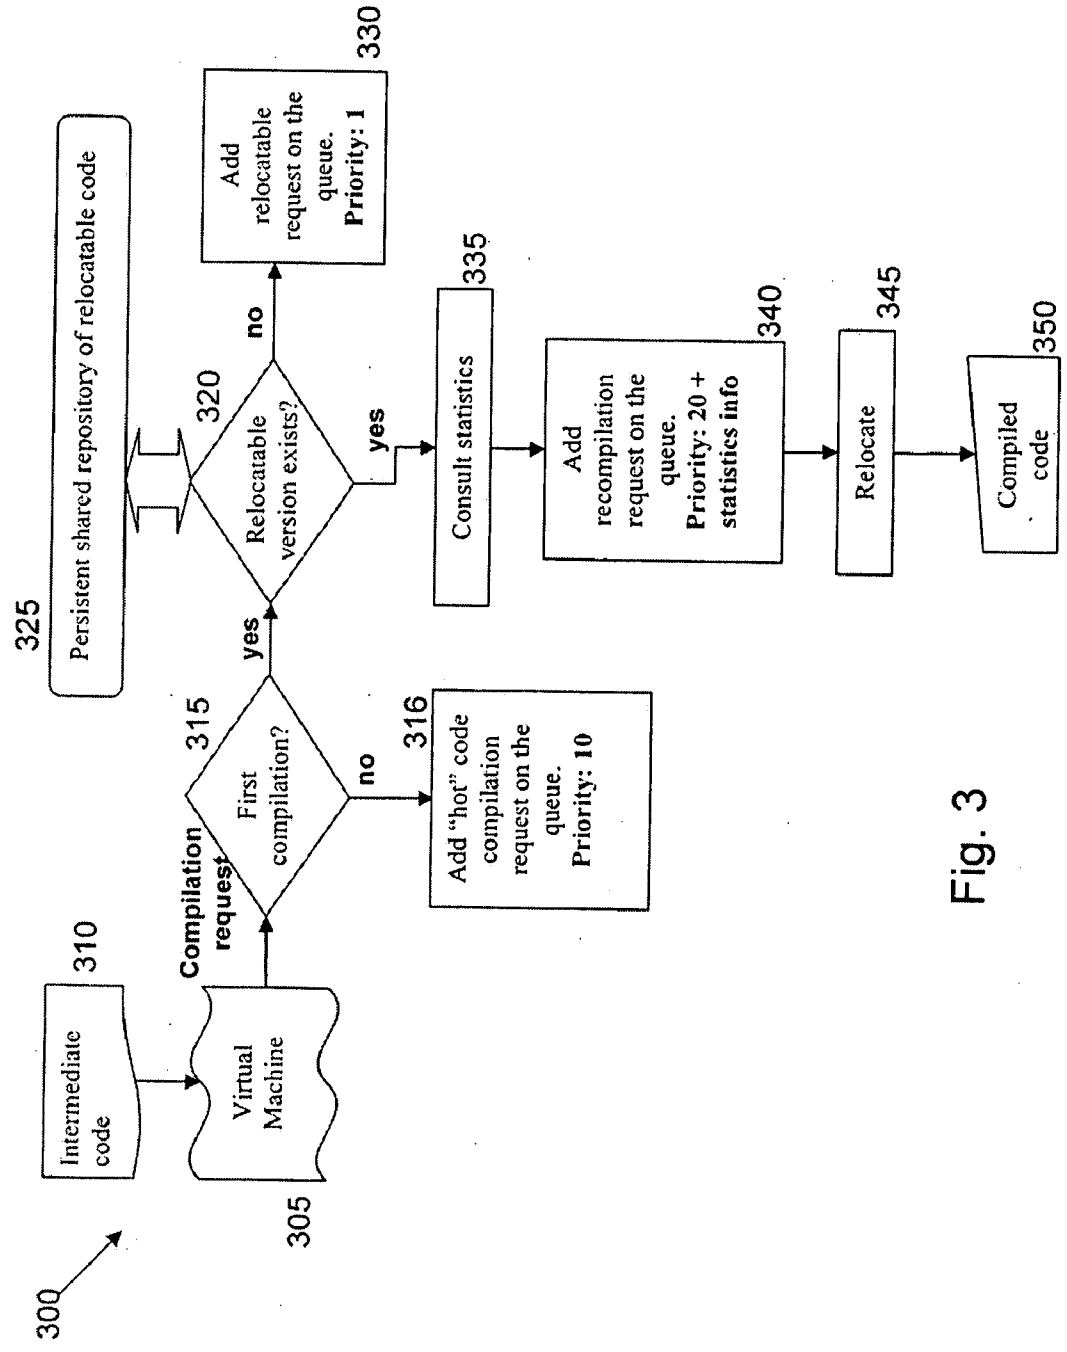 300
Intermediate
code
310
Virtual
Machine
305
Compilation
request
First
compilation?
315
no
Add “hot” code
compilation
request on the
queue.
Priority: 10
316
yes
Relocatable
version exists?
320
Persistent shared repository of relocatable code
325
no
Add
relocatable
request on the
queue.
Priority: 1
330
yes
Consult statistics
335
Add
recompilation
request on the
queue.
Priority: 20 +
statistics info
340
Relocate
345
Compiled
code
350
Fig. 3